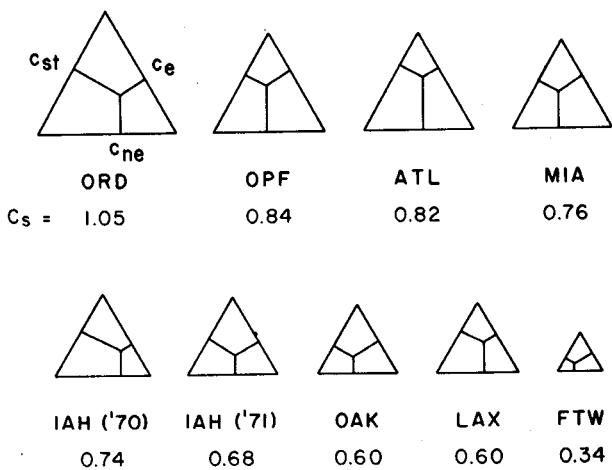 Cst Ce
Cne
ORD OPF ATL MIA
Cs = 1.05 0.84 0.82 0.76
IAH ('70) IAH ('71) OAK LAX FTW
0.74 0.68 0.60 0.60 0.34